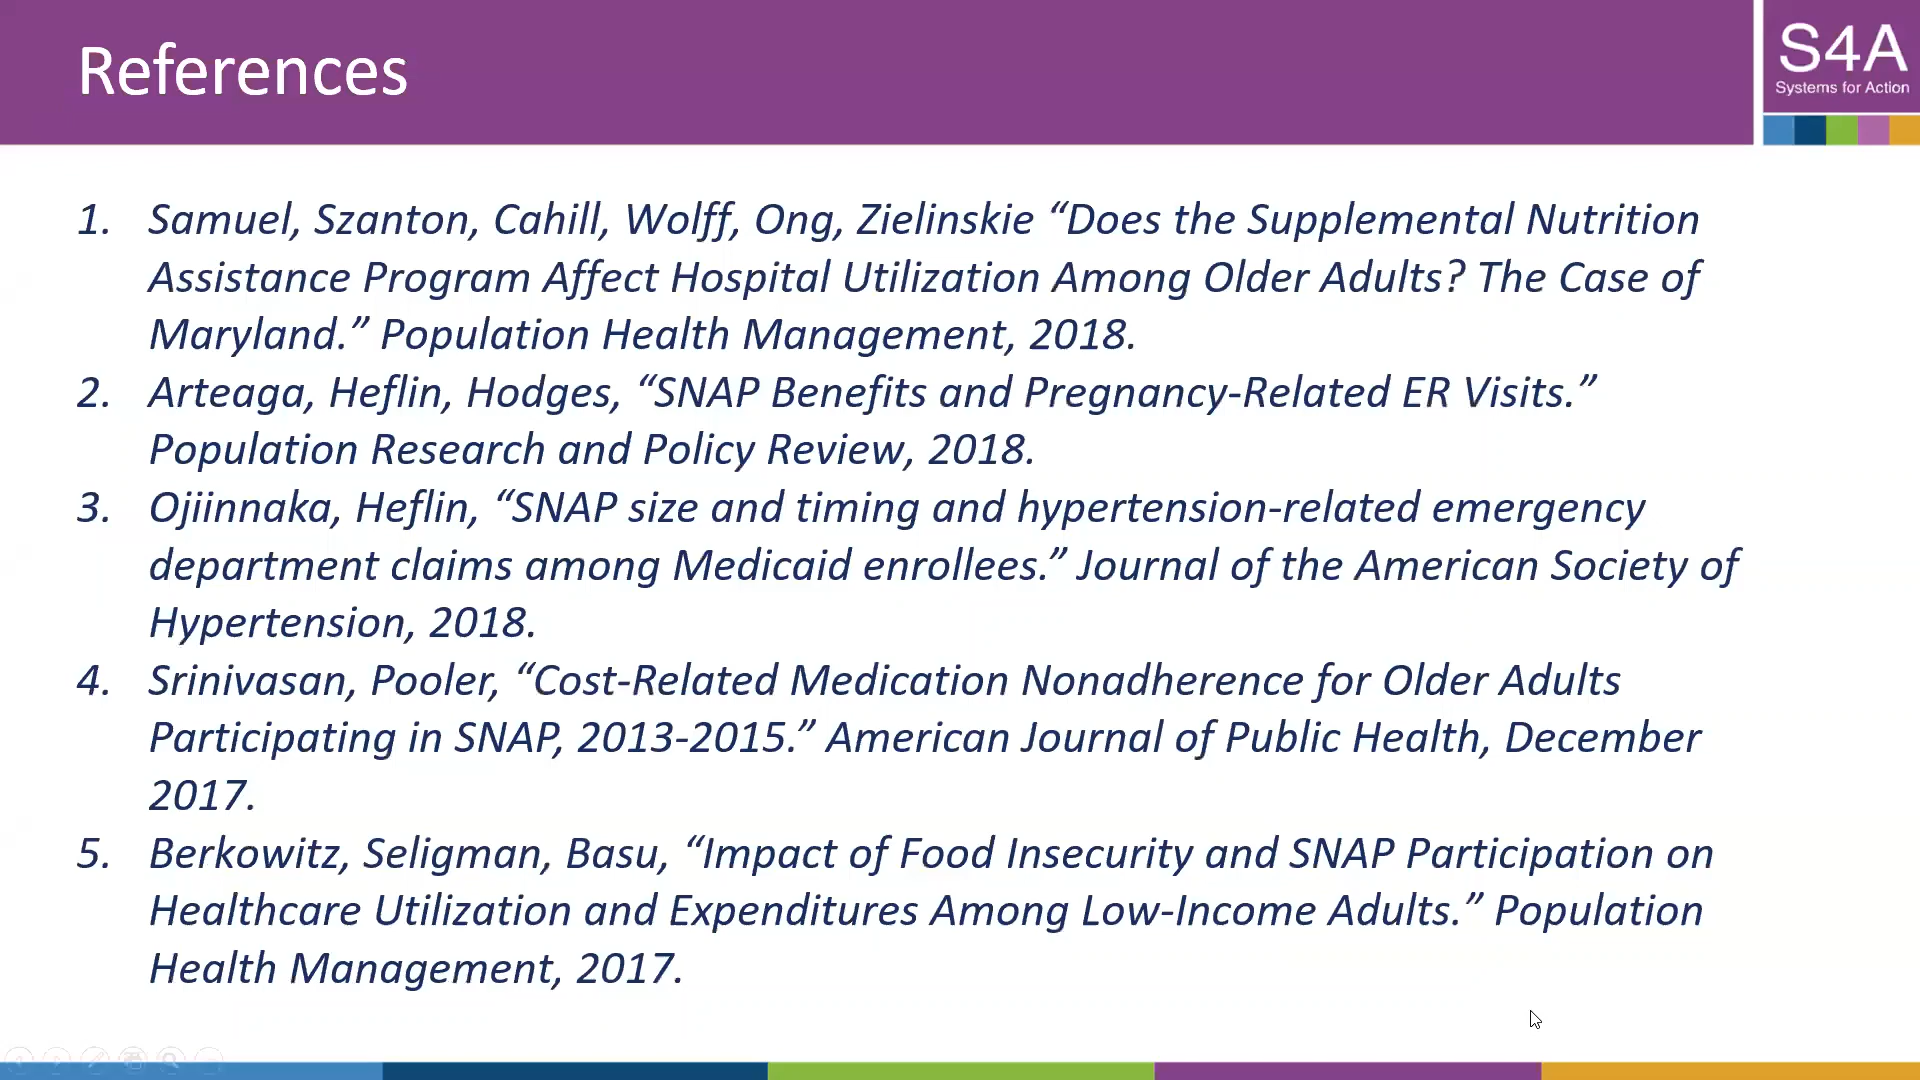 References
S4A
Systems for Action
1. Samuel, Szanton, Cahill, Wolff, Ong, Zielinskie “Does the Supplemental Nutrition
Assistance Program Affect Hospital Utilization Among Older Adults? The Case of
Maryland.” Population Health Management, 2018.
2. Arteaga, Heflin, Hodges, “SNAP Benefits and Pregnancy-Related ER Visits.”
Population Research and Policy Review, 2018.
3. Ojiinnaka, Heflin, “SNAP size and timing and hypertension-related emergency
department claims among Medicaid enrollees.” Journal of the American Society of
Hypertension, 2018.
4. Srinivasan, Pooler, “Cost-Related Medication Nonadherence for Older Adults
Participating in SNAP, 2013-2015.” American Journal of Public Health, December
2017.
5. Berkowitz, Seligman, Basu, “Impact of Food Insecurity and SNAP Participation on
Healthcare Utilization and Expenditures Among Low-Income Adults.” Population
Health Management, 2017.